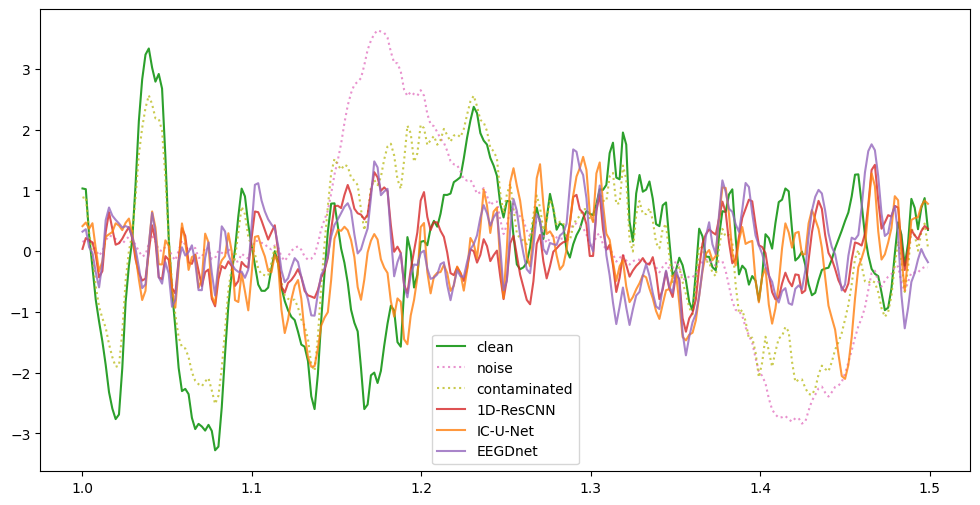 3
2
1
0
−1
−2
−3
clean
noise
contaminated
1D-ResCNN
IC-U-Net
EEGDnet
1.0 1.1 1.2 1.3 1.4 1.5